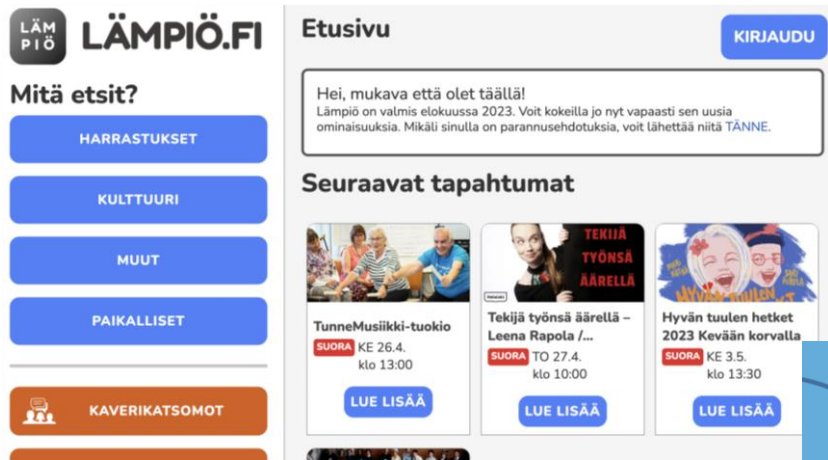 LÄM
PIÖ
LÄMPIÖ.FI
Mitä etsit?
HARRASTUKSET
KULTTUURI
MUUT
PAIKALLISET
KAVERIKATSOMOT
Etusivu
KIRJAUDU
Hei, mukava että olet täällä!
Lämpiö on valmis elokuussa 2023. Voit kokeilla jo nyt vapaasti sen uusia
ominaisuuksia. Mikäli sinulla on parannusehdotuksia, voit lähettää niitä TÄNNE.
Seuraavat tapahtumat
TunneMusiikki-tuokio
SUORA KE 26.4.
klo 13:00
LUE LISÄÄ
TEKIJÄ
TYÖNSÄ
ÄÄRELLÄ
Tekijä työnsä äärellä –
Leena Rapola /...
SUORA TO 27.4.
klo 10:00
LUE LISÄÄ
Hyvän tuulen hetket
2023 Kevään korvalla
SUORA KE 3.5.
klo 13:30
LUE LISÄÄ